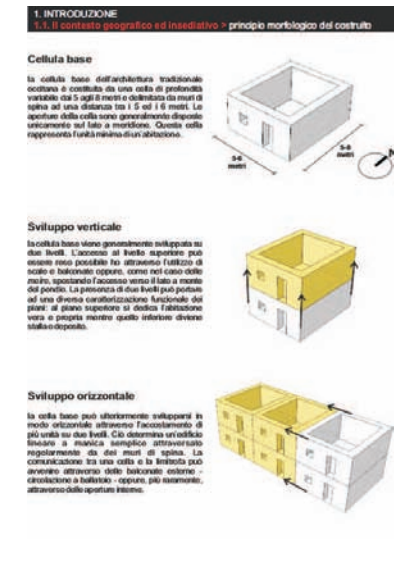 1. INTRODUZIONE
1.1. Il contesto geografico ed insediativo > principio morfologico del costruito
Cellula base
la cellula base dell'architettura tradizionale
occitana è costituita da una cella di profondità
variabile dai 5 agli 8 metri e delimitata da muri di
spina ad una distanza tra i 5 ed i 6 metri. Le
aperture della cella sono generalmente disposte
unicamente sul lato a meridione. Questa cella
rappresenta l'unità minima di un'abitazione.
5-6
metri
5-8
metri
N
Sviluppo verticale
la cellula base viene generalmente sviluppata su
due livelli. L'accesso al livello superiore può
essere reso possibile ho attraverso l'utilizzo di
scale e balconate oppure, come nel caso delle
meire, spostando l'accesso verso il lato a monte
del pendio. La presenza di due livelli può portare
ad una diversa caratterizzazione funzionale dei
piani: al piano superiore si dedica l'abitazione
vera e propria mentre quello inferiore diviene
stalla e deposito.
Sviluppo orizzontale
la cella base può ulteriormente svilupparsi in
modo orizzontale attraverso l'accostamento di
più unità su due livelli. Ciò determina un'edificio
lineare a manica semplice attraversato
regolarmente da dei muri di spina. La
comunicazione tra una cella e la limitrofa può
avvenire attraverso delle balconate esterne -
circolazione a ballatoio - oppure, più raramente,
attraverso delle aperture interne.